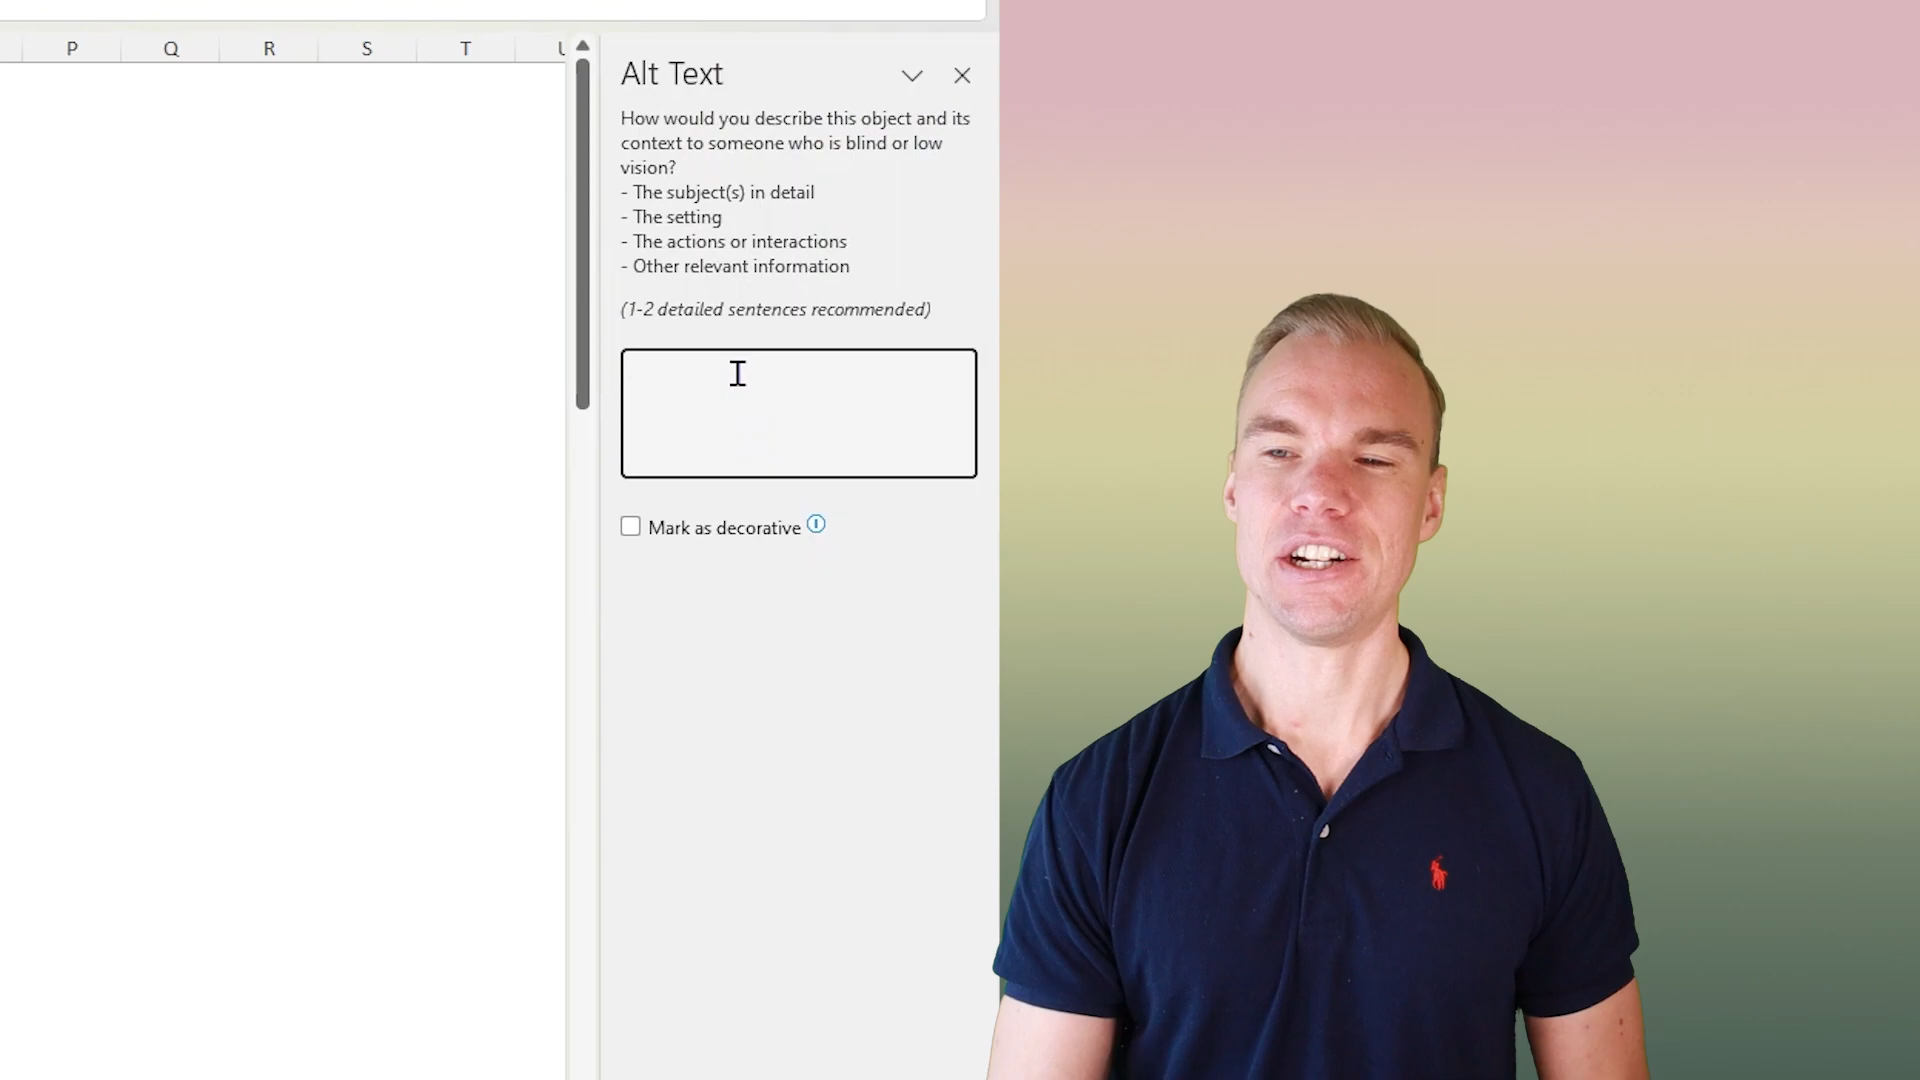 P Q R S T
Alt Text
How would you describe this object and its
context to someone who is blind or low
vision?
- The subject(s) in detail
- The setting
- The actions or interactions
- Other relevant information
(1-2 detailed sentences recommended)
Mark as decorative